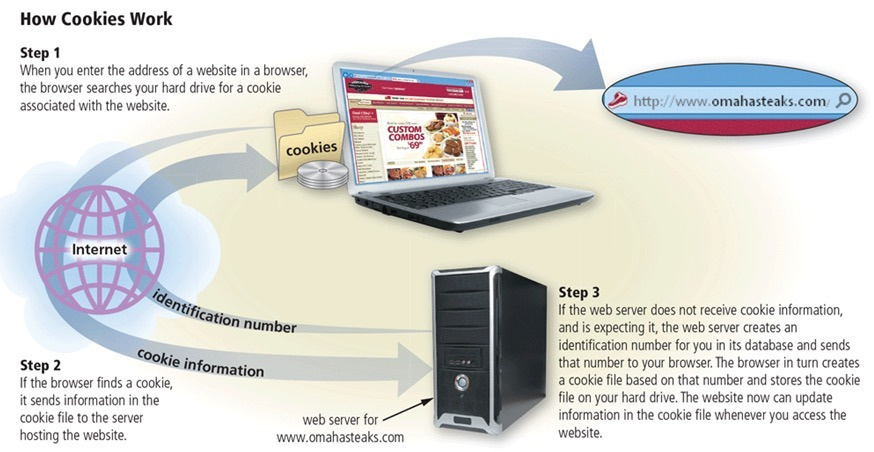 How Cookies Work
Step 1
When you enter the address of a website in a browser,
the browser searches your hard drive for a cookie
associated with the website.
cookies
CUSTOM
COMBOS
http://www.omahasteaks.com/
Internet
identification number
cookie information
Step 2
If the browser finds a cookie,
it sends information in the
cookie file to the server
hosting the website.
web server for
www.omahasteaks.com
Step 3
If the web server does not receive cookie information,
and is expecting it, the web server creates an
identification number for you in its database and sends
that number to your browser. The browser in turn creates
a cookie file based on that number and stores the cookie
file on your hard drive. The website now can update
information in the cookie file whenever you access the
website.